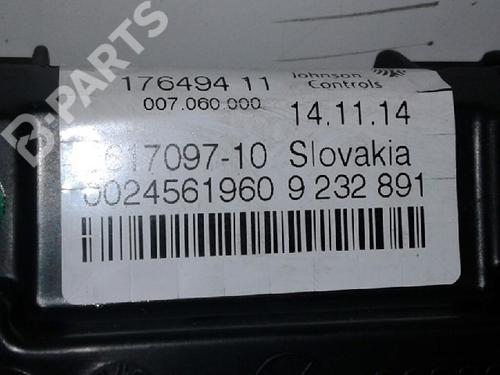 B-PARTS
176494 11
Johnson Controls
007.060.000
14.11.14
617097-10 Slovakia
0024561960 9 232 891